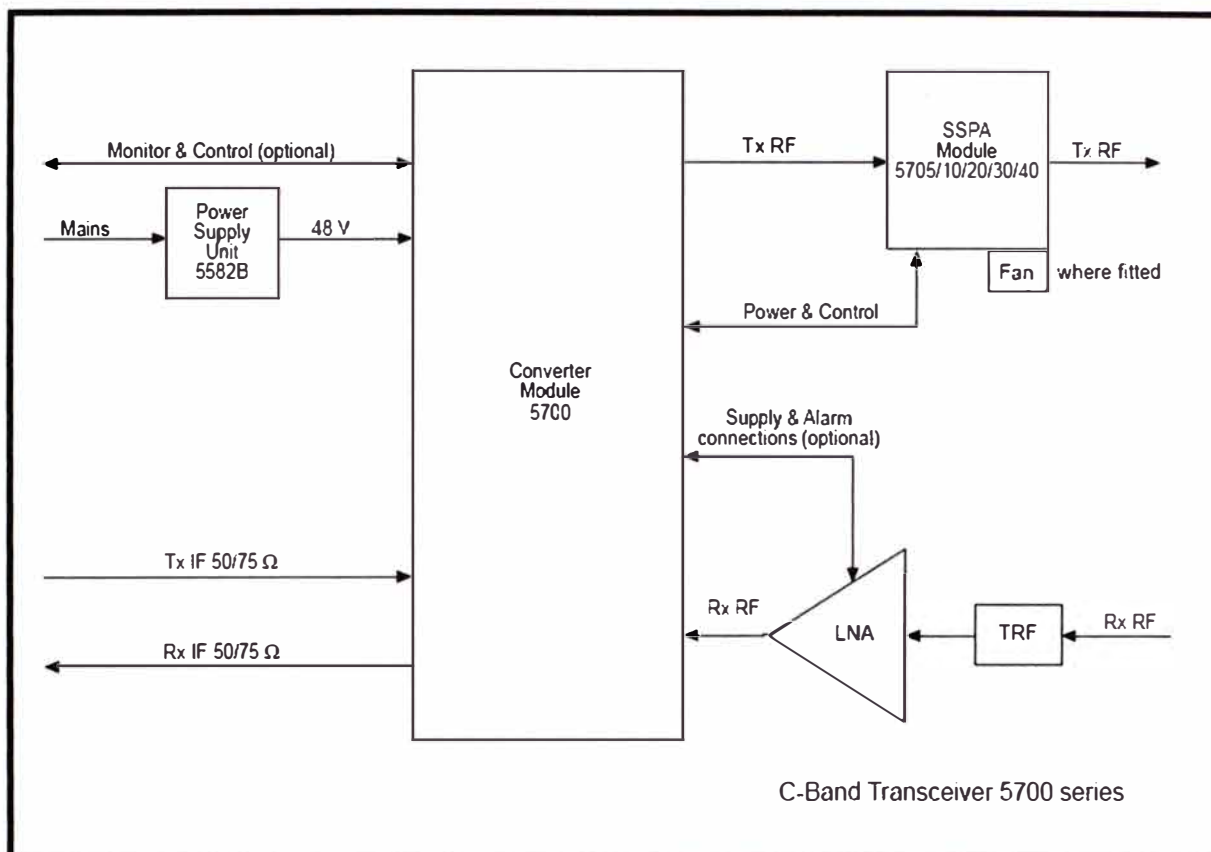 Monitor & Control (optional)
Mains
Power
Supply
Unit
5582B
48 V
Tx IF 50/75 Ω
Rx IF 50/75 Ω
Converter
Module
5700
Tx RF
SSPA
Module
5705/10/20/30/40
Tx RF
Fan
where fitted
Power & Control
Supply & Alarm
connections (optional)
Rx RF
LNA
TRF
Rx RF
C-Band Transceiver 5700 series